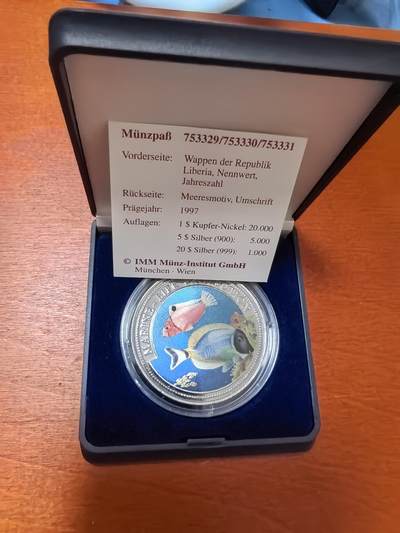 Münzpaß 753329/753330/753331
Vorderseite: Wappen der Republik
Liberia, Nennwert,
Jahreszahl
Rückseite: Meeresmotiv, Umschrift
Prägejahr: 1997
Auflagen: 1 $ Kupfer-Nickel: 20.000
5 $ Silber (900): 5.000
20 $ Silber (999): 1.000
© IMM Münz-Institut GmbH
München · Wien
MARINE